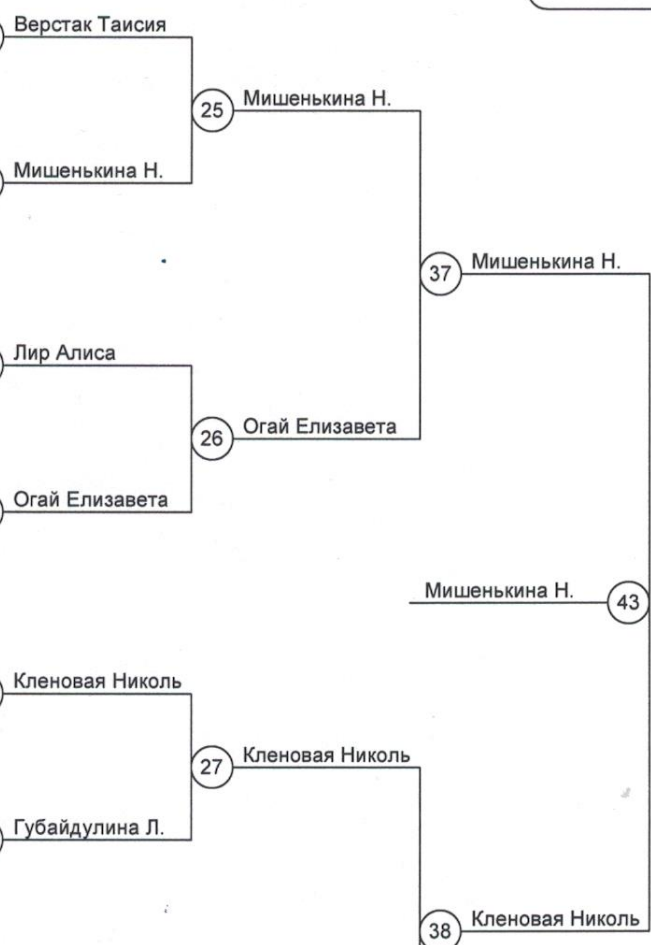 Верстак Таисия
25
Мишенькина Н.
Мишенькина Н.
37
Мишенькина Н.
Лир Алиса
26
Огай Елизавета
Огай Елизавета
Мишенькина Н.
43
Кленовая Николь
27
Кленовая Николь
Губайдулина Л.
38
Кленовая Николь